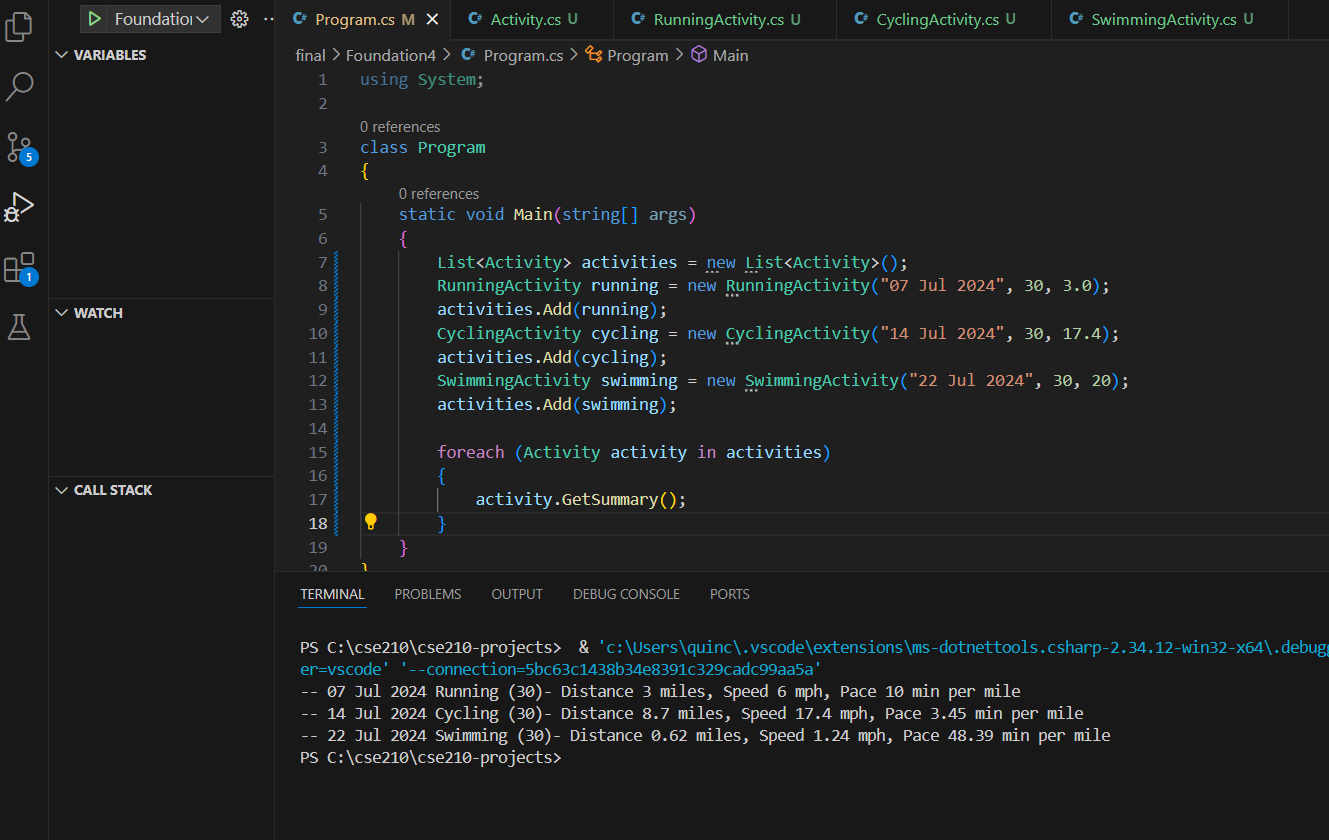 Foundation
Program.cs M
Activity.cs U
RunningActivity.cs U
CyclingActivity.cs U
SwimmingActivity.cs U
VARIABLES
final > Foundation4 > Program.cs > Program > Main
1 using System;
2
0 references
3 class Program
4 {
0 references
5 static void Main(string[] args)
6 {
7 List<Activity> activities = new List<Activity>();
8 RunningActivity running = new RunningActivity("07 Jul 2024", 30, 3.0);
9 activities.Add(running);
10 CyclingActivity cycling = new CyclingActivity("14 Jul 2024", 30, 17.4);
11 activities.Add(cycling);
12 SwimmingActivity swimming = new SwimmingActivity("22 Jul 2024", 30, 20);
13 activities.Add(swimming);
14
15 foreach (Activity activity in activities)
16 {
17 activity.GetSummary();
18 }
19 }
20 }
5
1
WATCH
CALL STACK
TERMINAL PROBLEMS OUTPUT DEBUG CONSOLE PORTS
PS C:\cse210\cse210-projects> & 'c:\Users\quinc\.vscode\extensions\ms-dotnettools.csharp-2.34.12-win32-x64\.debugg
er=vscode' '--connection=5bc63c1438b34e8391c329cadc99aa5a'
-- 07 Jul 2024 Running (30)- Distance 3 miles, Speed 6 mph, Pace 10 min per mile
-- 14 Jul 2024 Cycling (30)- Distance 8.7 miles, Speed 17.4 mph, Pace 3.45 min per mile
-- 22 Jul 2024 Swimming (30)- Distance 0.62 miles, Speed 1.24 mph, Pace 48.39 min per mile
PS C:\cse210\cse210-projects>